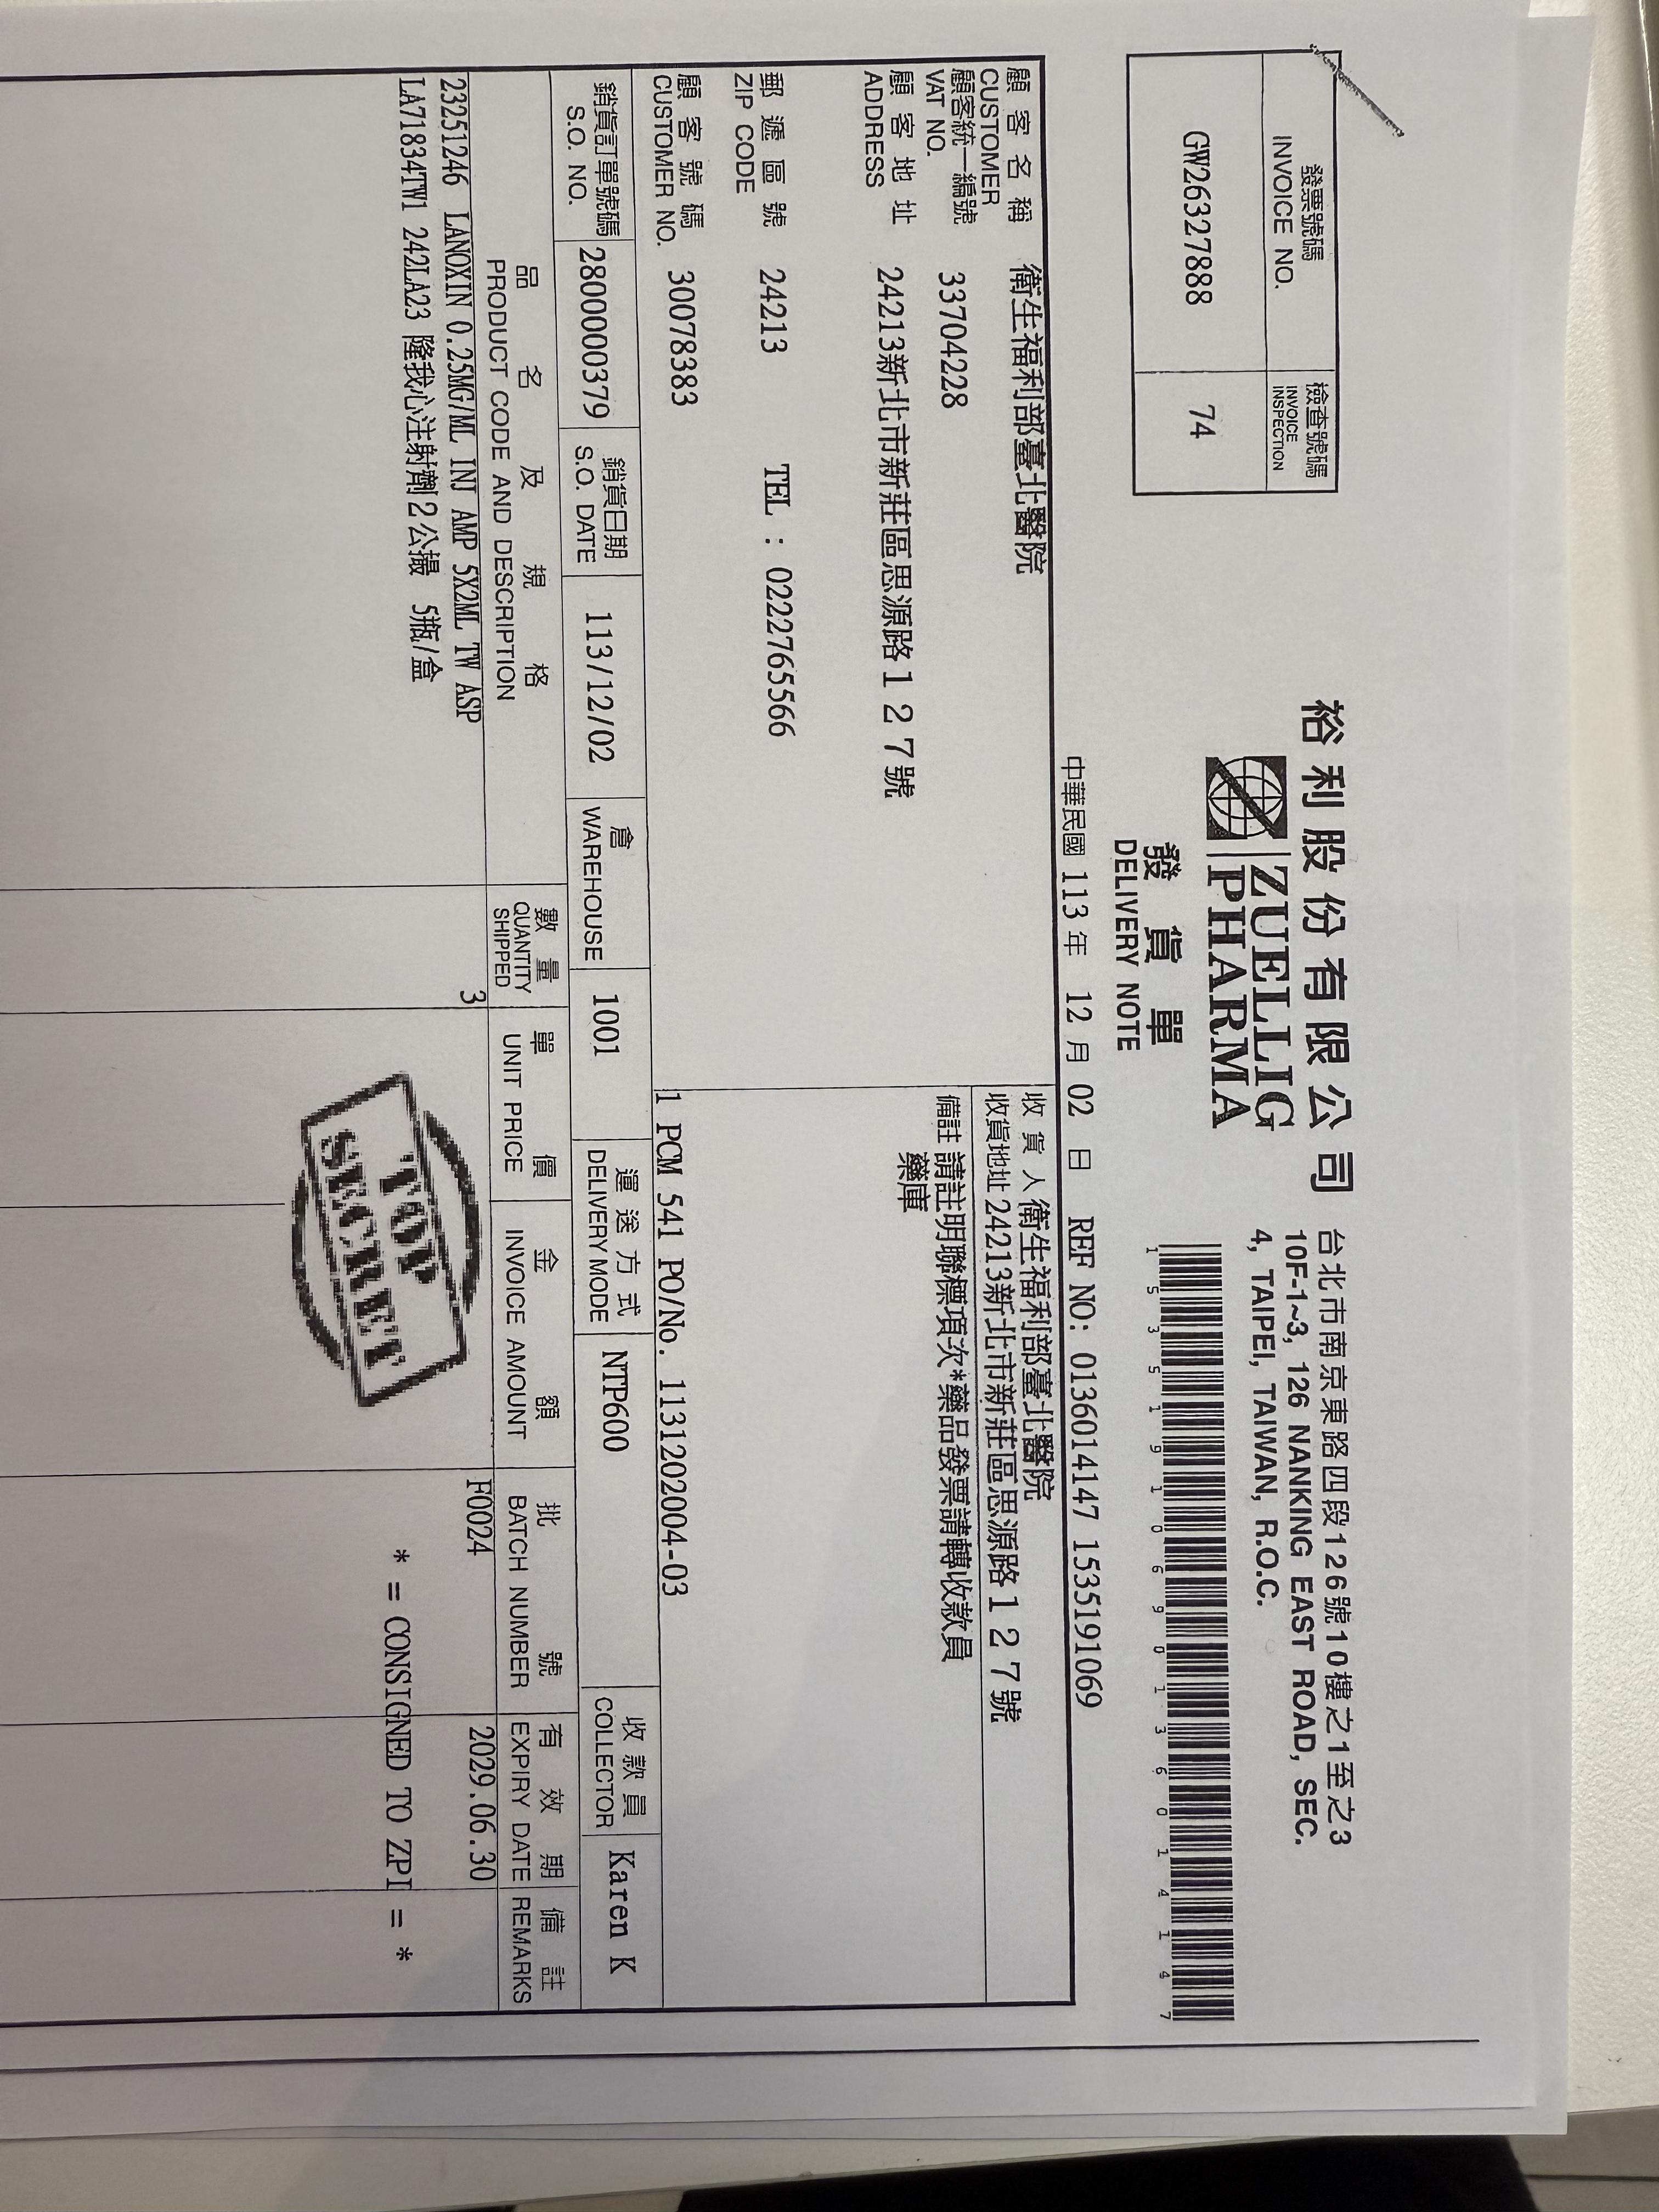 裕利股份有限公司
ZUELLIG
PHARMA
台北市南京東路四段126號10樓之1至之3
10F-1~3, 126 NANKING EAST ROAD, SEC.
4, TAIPEI, TAIWAN, R.O.C.
發票號碼
INVOICE NO.
檢查號碼
INVOICE
INSPECTION
GW26327888
74
發貨單
DELIVERY NOTE
1 5 3 5 1 9 1 0 6 9 0 1 3 6 0 1 4 1 4 7
中華民國 113 年 12 月 02 日 REF NO: 0136014147 1535191069
顧客名稱 衛生福利部臺北醫院
CUSTOMER
顧客統一編號 33704228
VAT NO.
顧客地址 24213新北市新莊區思源路127號
ADDRESS
郵遞區號 24213 TEL : 0222765566
ZIP CODE
顧客號碼 30078383
CUSTOMER NO.
收貨人 衛生福利部臺北醫院
收貨地址 24213新北市新莊區思源路127號
備註 請註明聯標項次*藥品發票請轉收款員
藥庫
1 PCM 541 PO/No. 1131202004-03
銷貨訂單號碼
S.O. NO.
2800000379
銷貨日期
S.O. DATE
113/12/02
倉
WAREHOUSE
1001
運送方式
DELIVERY MODE
NTP600
收款員
COLLECTOR
Karen K
品名及規格
PRODUCT CODE AND DESCRIPTION
數量
QUANTITY
SHIPPED
單價
UNIT PRICE
金額
INVOICE AMOUNT
批號
BATCH NUMBER
有效期
EXPIRY DATE
備註
REMARKS
23251246 LANOXIN 0.25MG/ML INJ AMP 5X2ML TW ASP 3 F0024 2029.06.30
LA71834TW1 242LA23 隆我心注射劑2公撮 5瓶/盒
* = CONSIGNED TO ZPI = *
TOP
SECRET